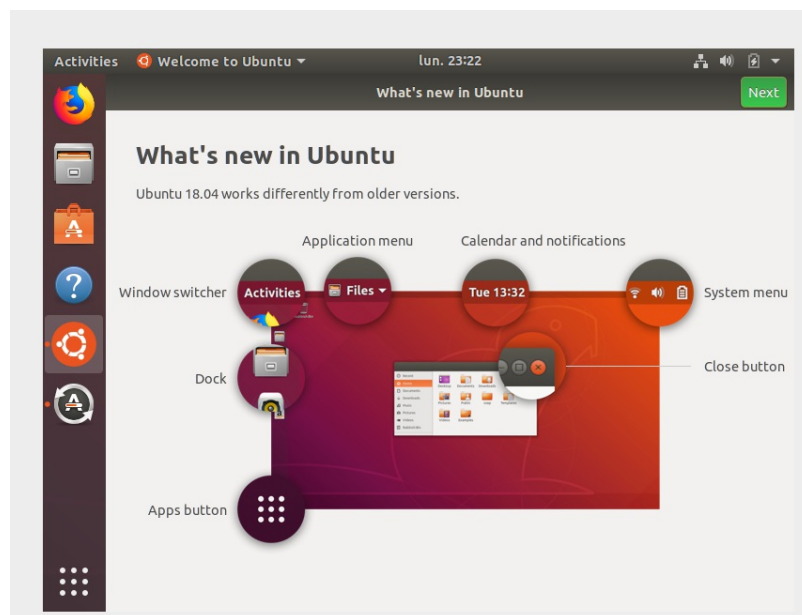 Activities Welcome to Ubuntu lun. 23:22
What's new in Ubuntu Next
What's new in Ubuntu
Ubuntu 18.04 works differently from older versions.
Application menu Calendar and notifications
Window switcher Activities Files Tue 13:32 System menu
Close button
Dock
Apps button